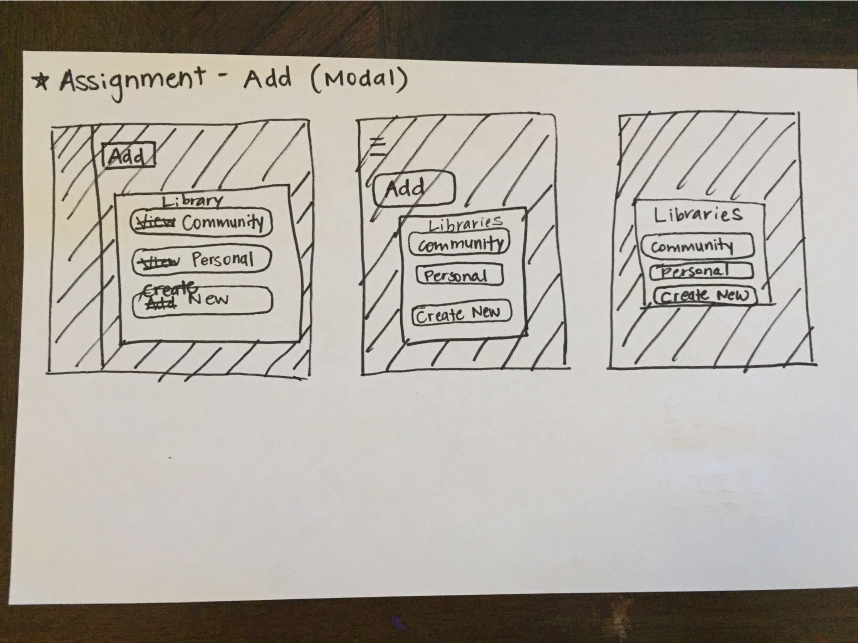 ★ Assignment - Add (Modal)
Add
Library
View Community
View Personal
Create
Add New
Add
Libraries
Community
Personal
Create New
Libraries
Community
Personal
Create New